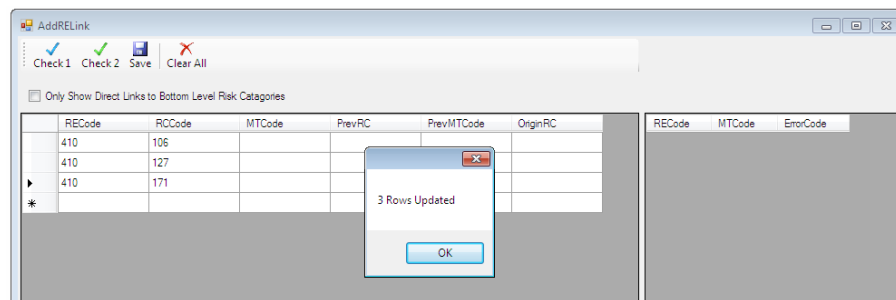 AddRELink
Check 1 Check 2 Save Clear All
Only Show Direct Links to Bottom Level Risk Catagories
RECode RCCode MTCode PrevRC PrevMTCode OriginRC RECode MTCode ErrorCode
410 106
410 127
410 171
3 Rows Updated
OK